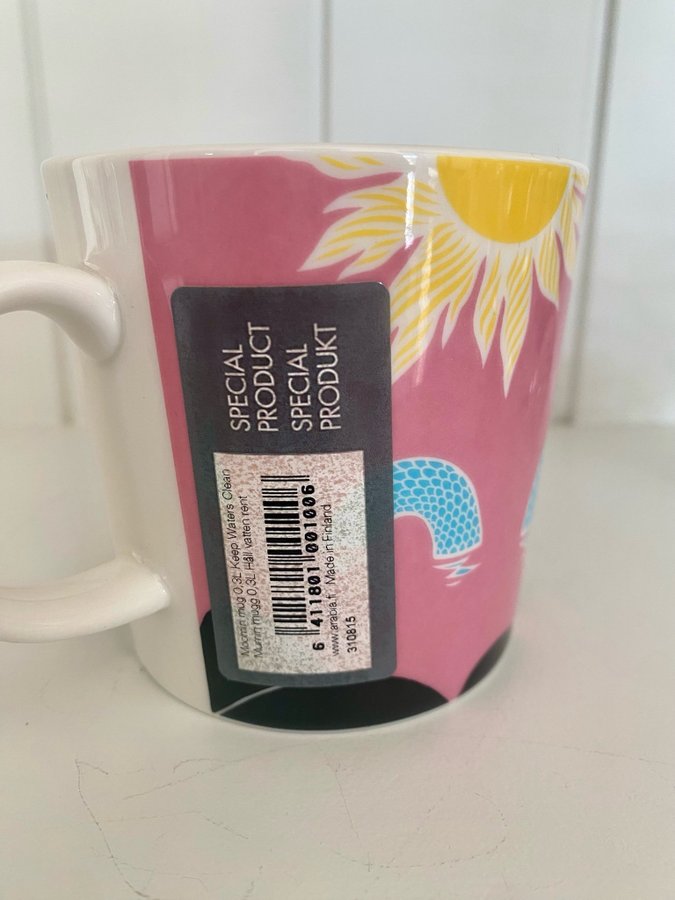 SPECIAL
PRODUCT
SPECIAL
PRODUKT
Moomin mug 0,3L Keep Waters Clean
Mumin mugg 0,3L Håll vatten rent
6 411801 001006
www.arabia.fi Made in Finland
310815